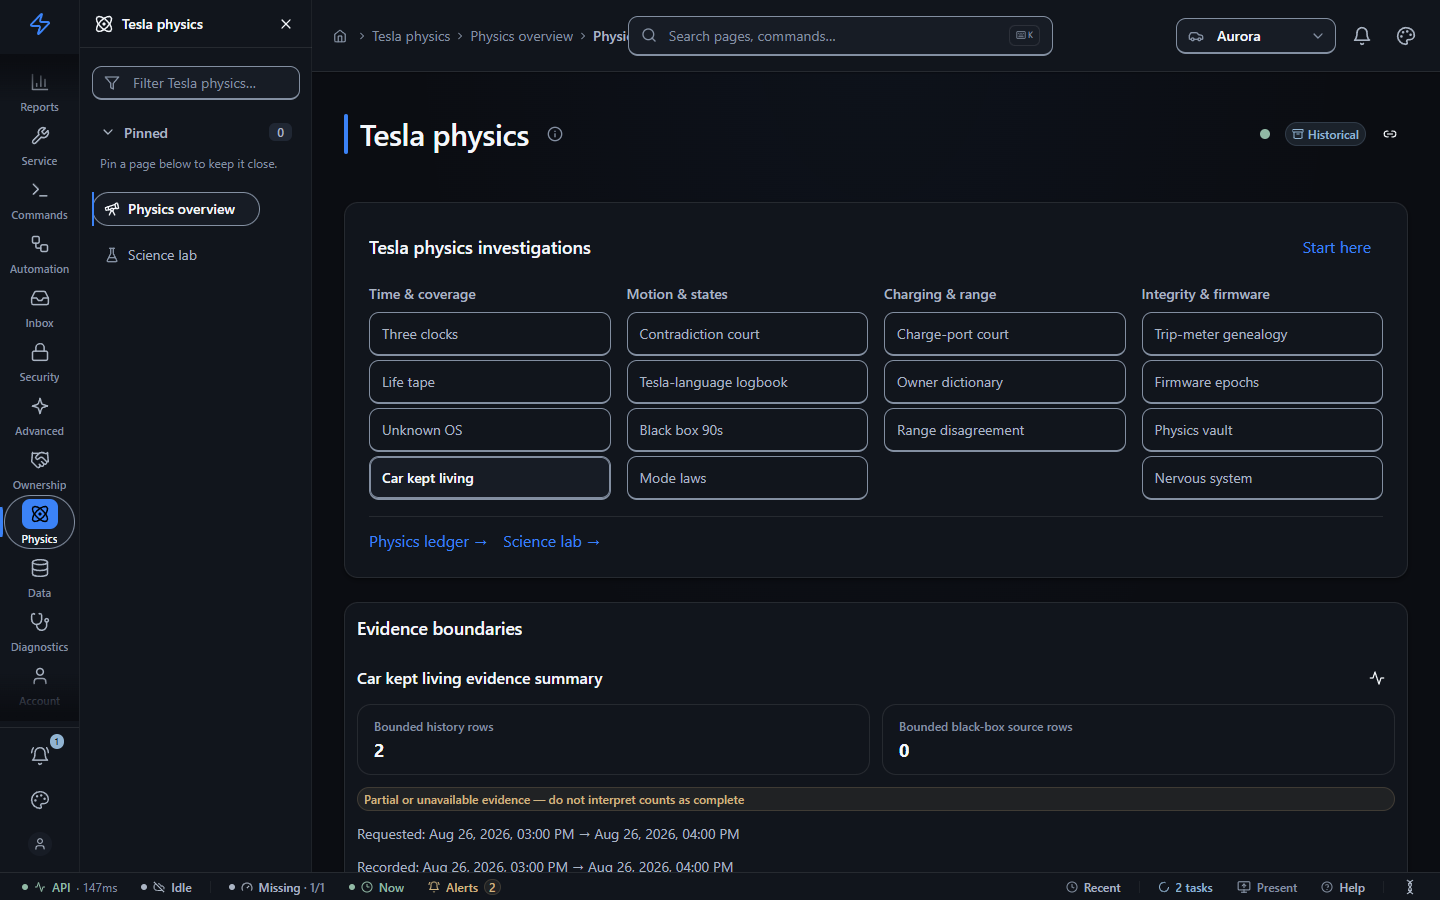 Tesla physics
Filter Tesla physics...
Pinned
0
Pin a page below to keep it close.
Physics overview
Science lab
Reports
Service
Commands
Automation
Inbox
Security
Advanced
Ownership
Physics
Data
Diagnostics
Account
1
Tesla physics > Physics overview > Physic
Search pages, commands...
K
Aurora
Tesla physics
Historical
Tesla physics investigations
Start here
Time & coverage
Three clocks
Life tape
Unknown OS
Car kept living
Motion & states
Contradiction court
Tesla-language logbook
Black box 90s
Mode laws
Charging & range
Charge-port court
Owner dictionary
Range disagreement
Integrity & firmware
Trip-meter genealogy
Firmware epochs
Physics vault
Nervous system
Physics ledger →
Science lab →
Evidence boundaries
Car kept living evidence summary
Bounded history rows
2
Bounded black-box source rows
0
Partial or unavailable evidence — do not interpret counts as complete
Requested: Aug 26, 2026, 03:00 PM → Aug 26, 2026, 04:00 PM
Recorded: Aug 26, 2026, 03:00 PM → Aug 26, 2026, 04:00 PM
API · 147ms
Idle
Missing · 1/1
Now
Alerts 2
Recent
2 tasks
Present
Help